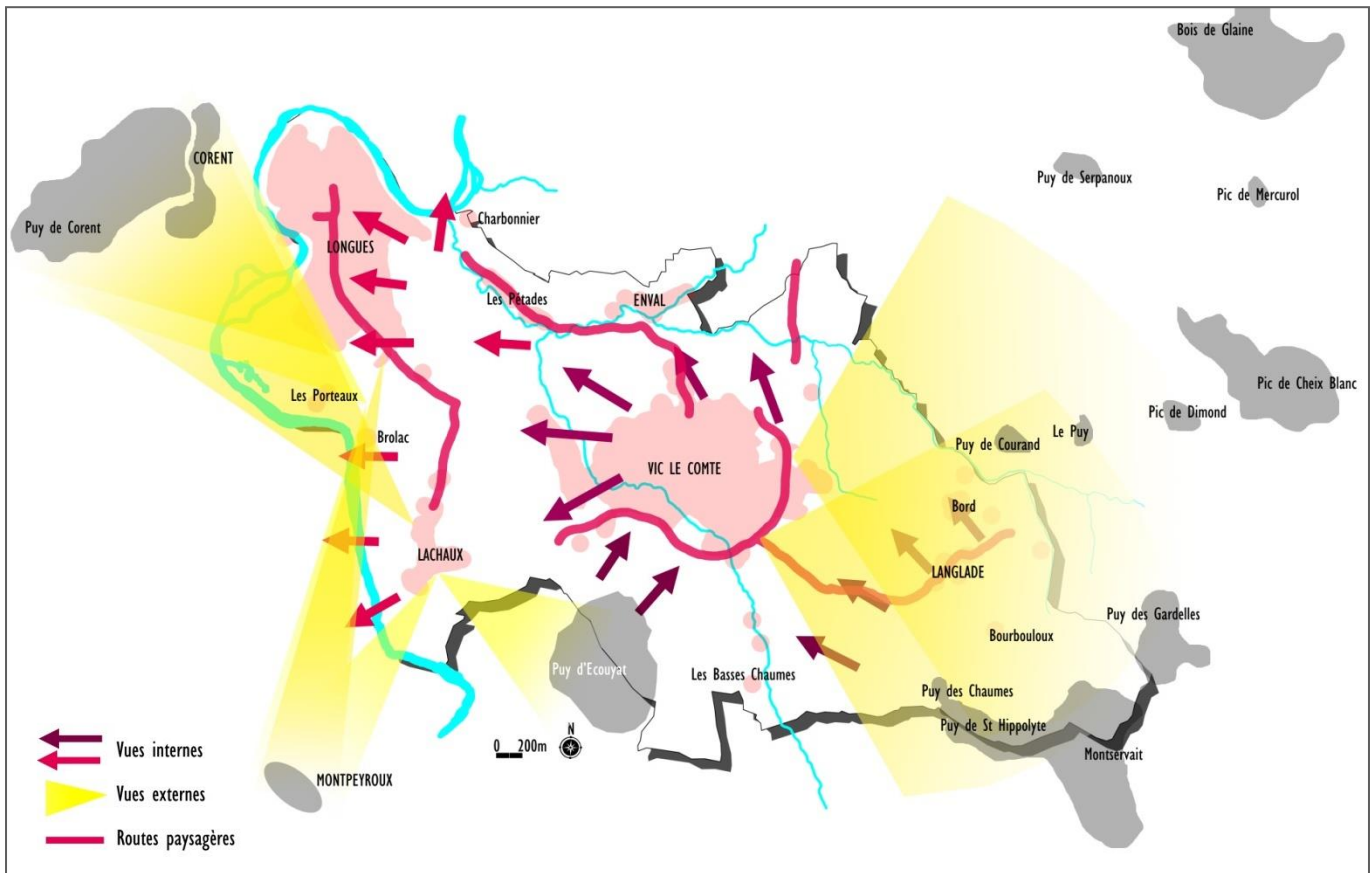 Bois de Glaine
CORENT
Puy de Serpanoux
Pic de Mercurol
Charbonnier
Puy de Corent
LONGUES
Les Pétades
ENVAL
Pic de Cheix Blanc
Les Porteaux
Pic de Dimond
Le Puy
Puy de Courand
Brolac
VIC LE COMTE
Bord
LACHAUX
LANGLADE
Puy des Gardelles
Bourbouloux
Puy d'Ecouyat
Les Basses Chaumes
Puy des Chaumes
Puy de St Hippolyte
Montservait
N
0 200m
Vues internes
MONTPEYROUX
Vues externes
Routes paysagères